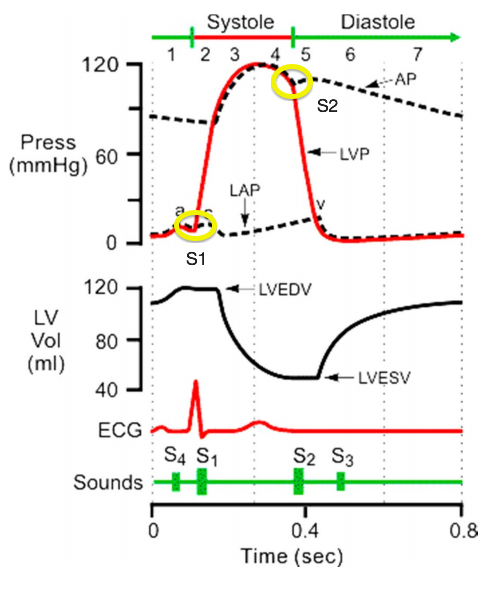 Systole Diastole
1 2 3 4 5 6 7
120
AP
S2
Press
(mmHg)
60
LVP
LAP
a
v
0
S1
120
LVEDV
LV
Vol
(ml)
80
40
LVESV
ECG
S4 S1 S2 S3
Sounds
0 0.4 0.8
Time (sec)